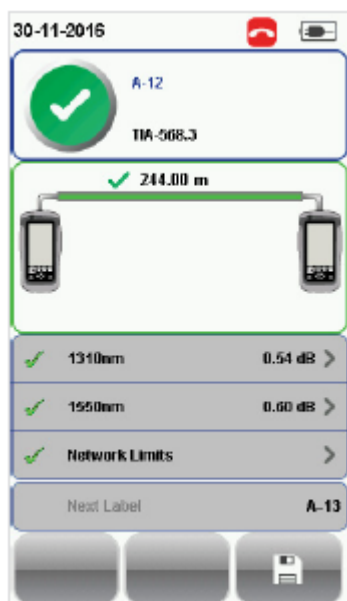 30-11-2016
A-12
TIA-568.3
244.00 m
1310nm 0.54 dB
1550nm 0.60 dB
Network Limits
Next Label A-13